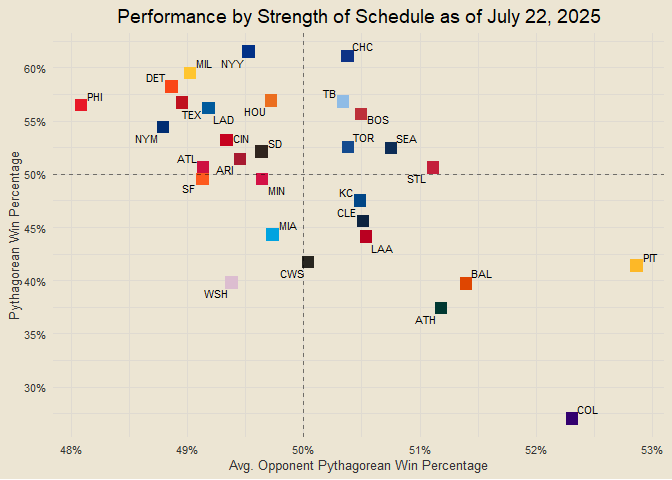 Performance by Strength of Schedule as of July 22, 2025
CHC
NYY
MIL
60%
DET
PHI
TB
HOU
TEX
LAD
BOS
55%
NYM
CIN
SD
TOR
SEA
ATL
ARI
50%
STL
SF
MIN
KC
CLE
45%
MIA
LAA
PIT
CWS
BAL
40%
WSH
ATH
35%
30%
COL
48%
49%
50%
51%
52%
53%
Avg. Opponent Pythagorean Win Percentage
Pythagorean Win Percentage